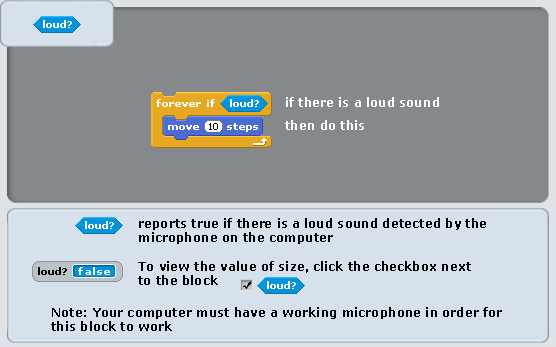 loud?
forever if loud? if there is a loud sound
move 10 steps then do this
loud? reports true if there is a loud sound detected by the
microphone on the computer
loud? false To view the value of size, click the checkbox next
to the block loud?
Note: Your computer must have a working microphone in order for
this block to work